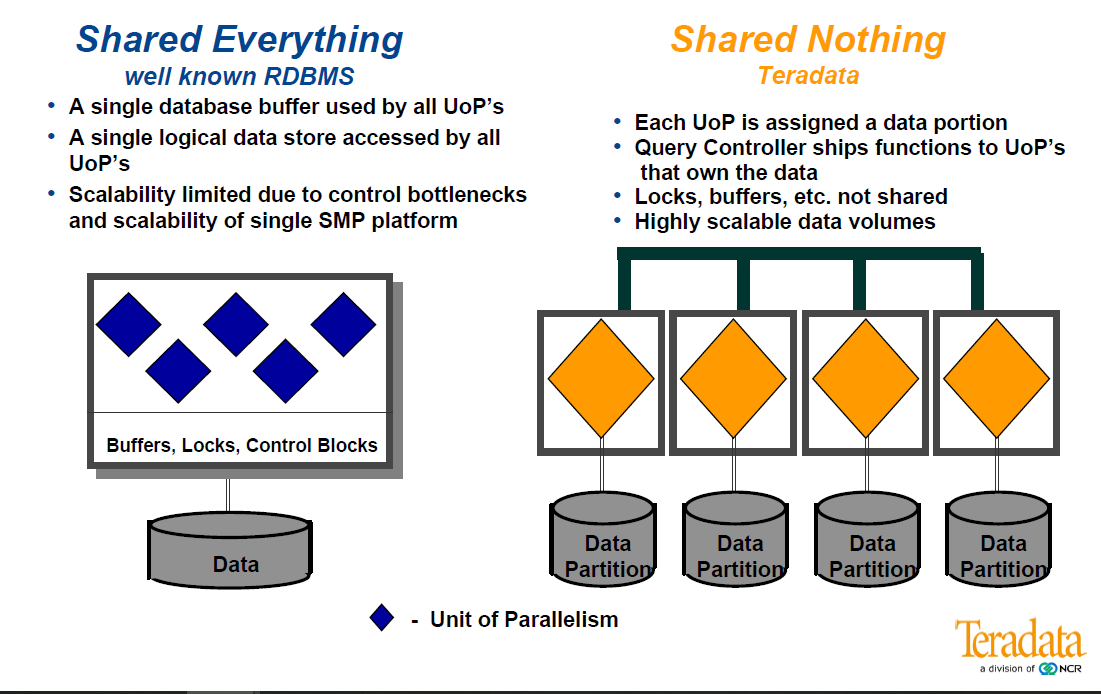 Shared Everything
well known RDBMS
• A single database buffer used by all UoP's
• A single logical data store accessed by all
UoP's
• Scalability limited due to control bottlenecks
and scalability of single SMP platform
Buffers, Locks, Control Blocks
Data
Shared Nothing
Teradata
• Each UoP is assigned a data portion
• Query Controller ships functions to UoP's
that own the data
• Locks, buffers, etc. not shared
• Highly scalable data volumes
Data
Partition
Data
Partition
Data
Partition
Data
Partition
- Unit of Parallelism
Teradata
a division of NCR